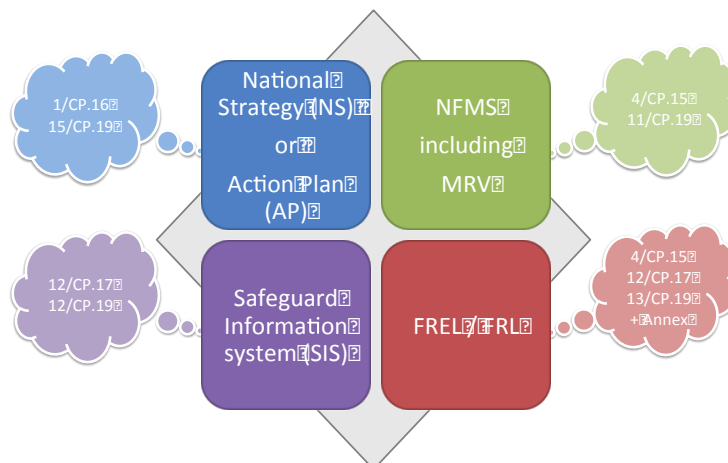 1/CP.16
15/CP.19
National
Strategy (NS)
or
Action Plan
(AP)
NFMS
including
MRV
4/CP.15
11/CP.19
12/CP.17
12/CP.19
Safeguard
Information
system (SIS)
FREL / FRL
4/CP.15
12/CP.17
13/CP.19
+ Annex